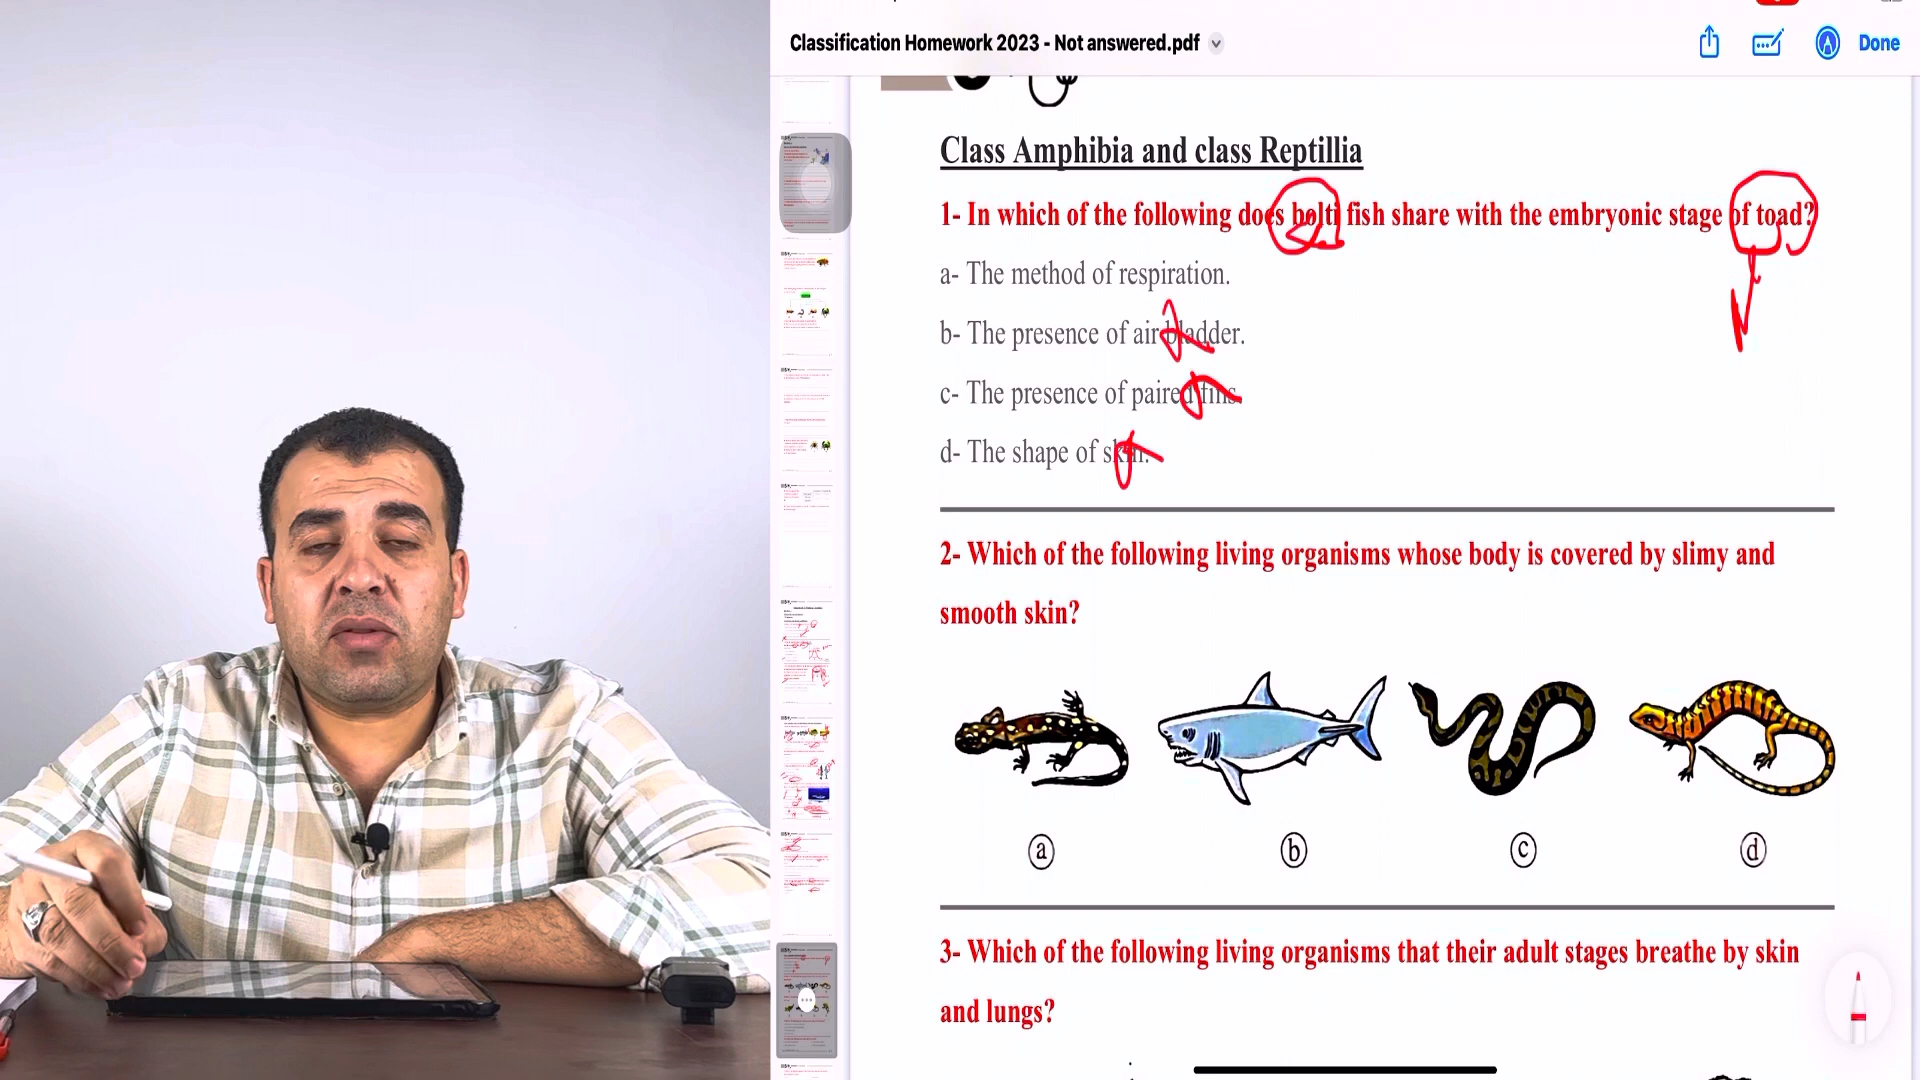 Classification Homework 2023 - Not answered.pdf
Done
Class Amphibia and class Reptillia
1- In which of the following does bolti fish share with the embryonic stage of toad?
a- The method of respiration.
b- The presence of air bladder.
c- The presence of paired fins.
d- The shape of skin.
2- Which of the following living organisms whose body is covered by slimy and
smooth skin?
a b c d
3- Which of the following living organisms that their adult stages breathe by skin
and lungs?